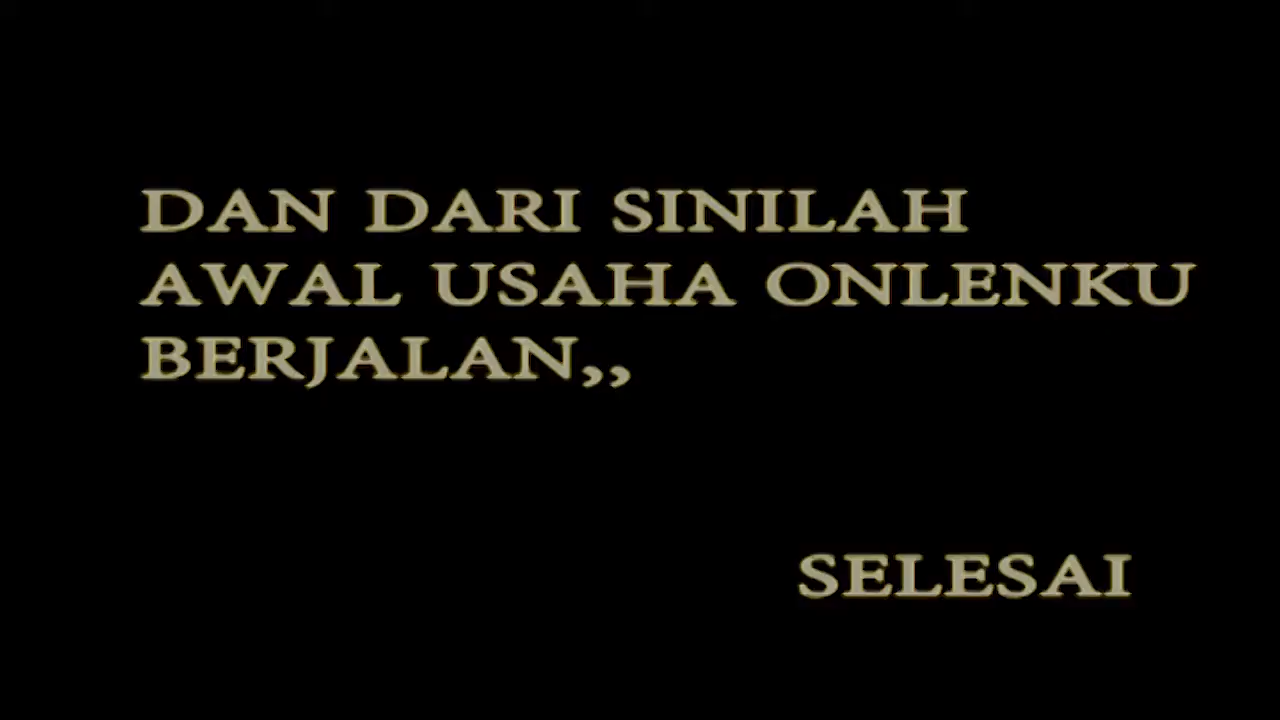 DAN DARI SINILAH
AWAL USAHA ONLENKU
BERJALAN,,
SELESAI